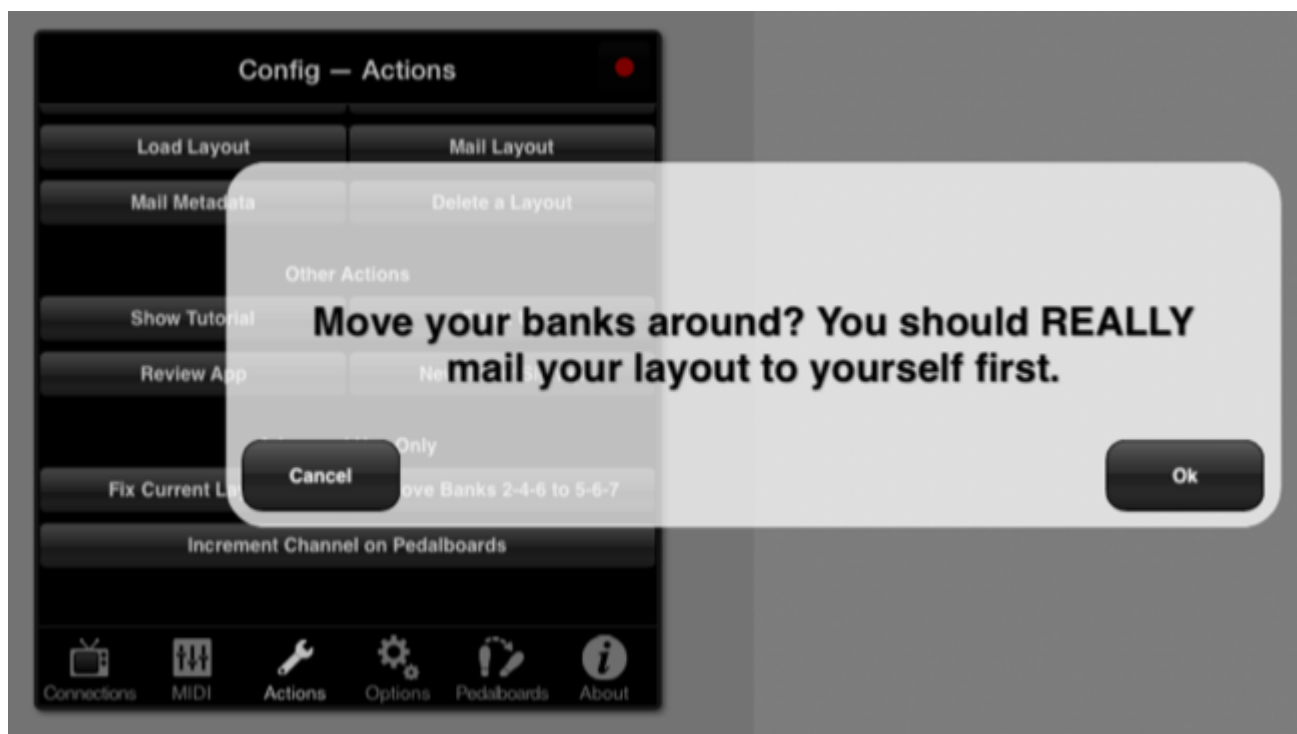 Config — Actions
Load Layout
Mail Layout
Mail Metadata
Delete a Layout
Other Actions
Show Tutorial
Move your banks around? You should REALLY
mail your layout to yourself first.
Review App
Only
Cancel
Ok
Fix Current
Banks 2-4-6 to 5-6-7
Increment Channel on Pedalboards
Connections
MIDI
Actions
Options
Pedalboards
About